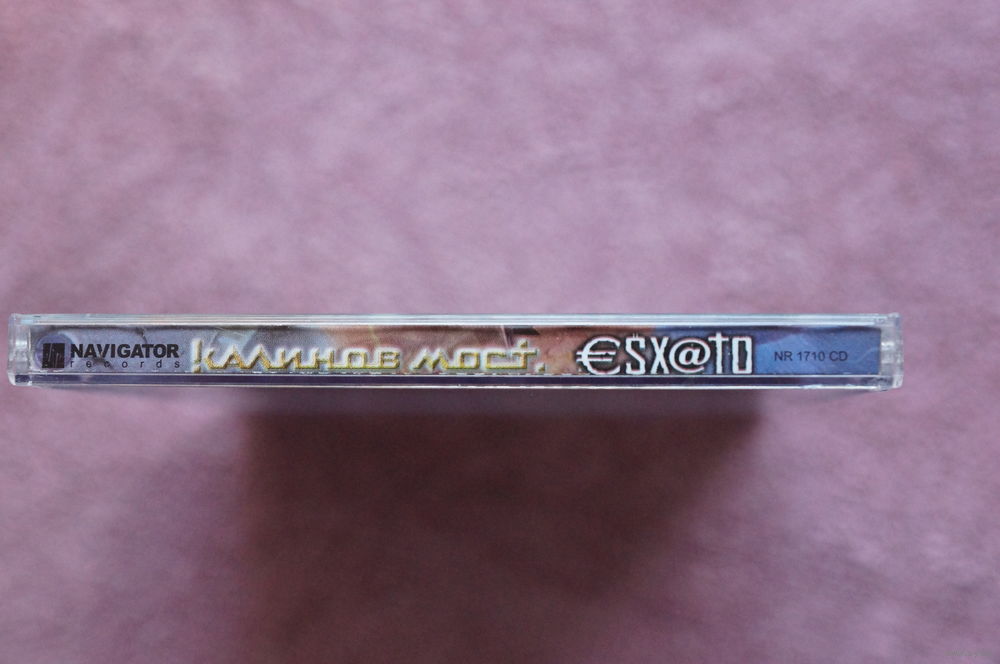 NAVIGATOR
records
Калинов мост.
€SX@TO
NR 1710 CD